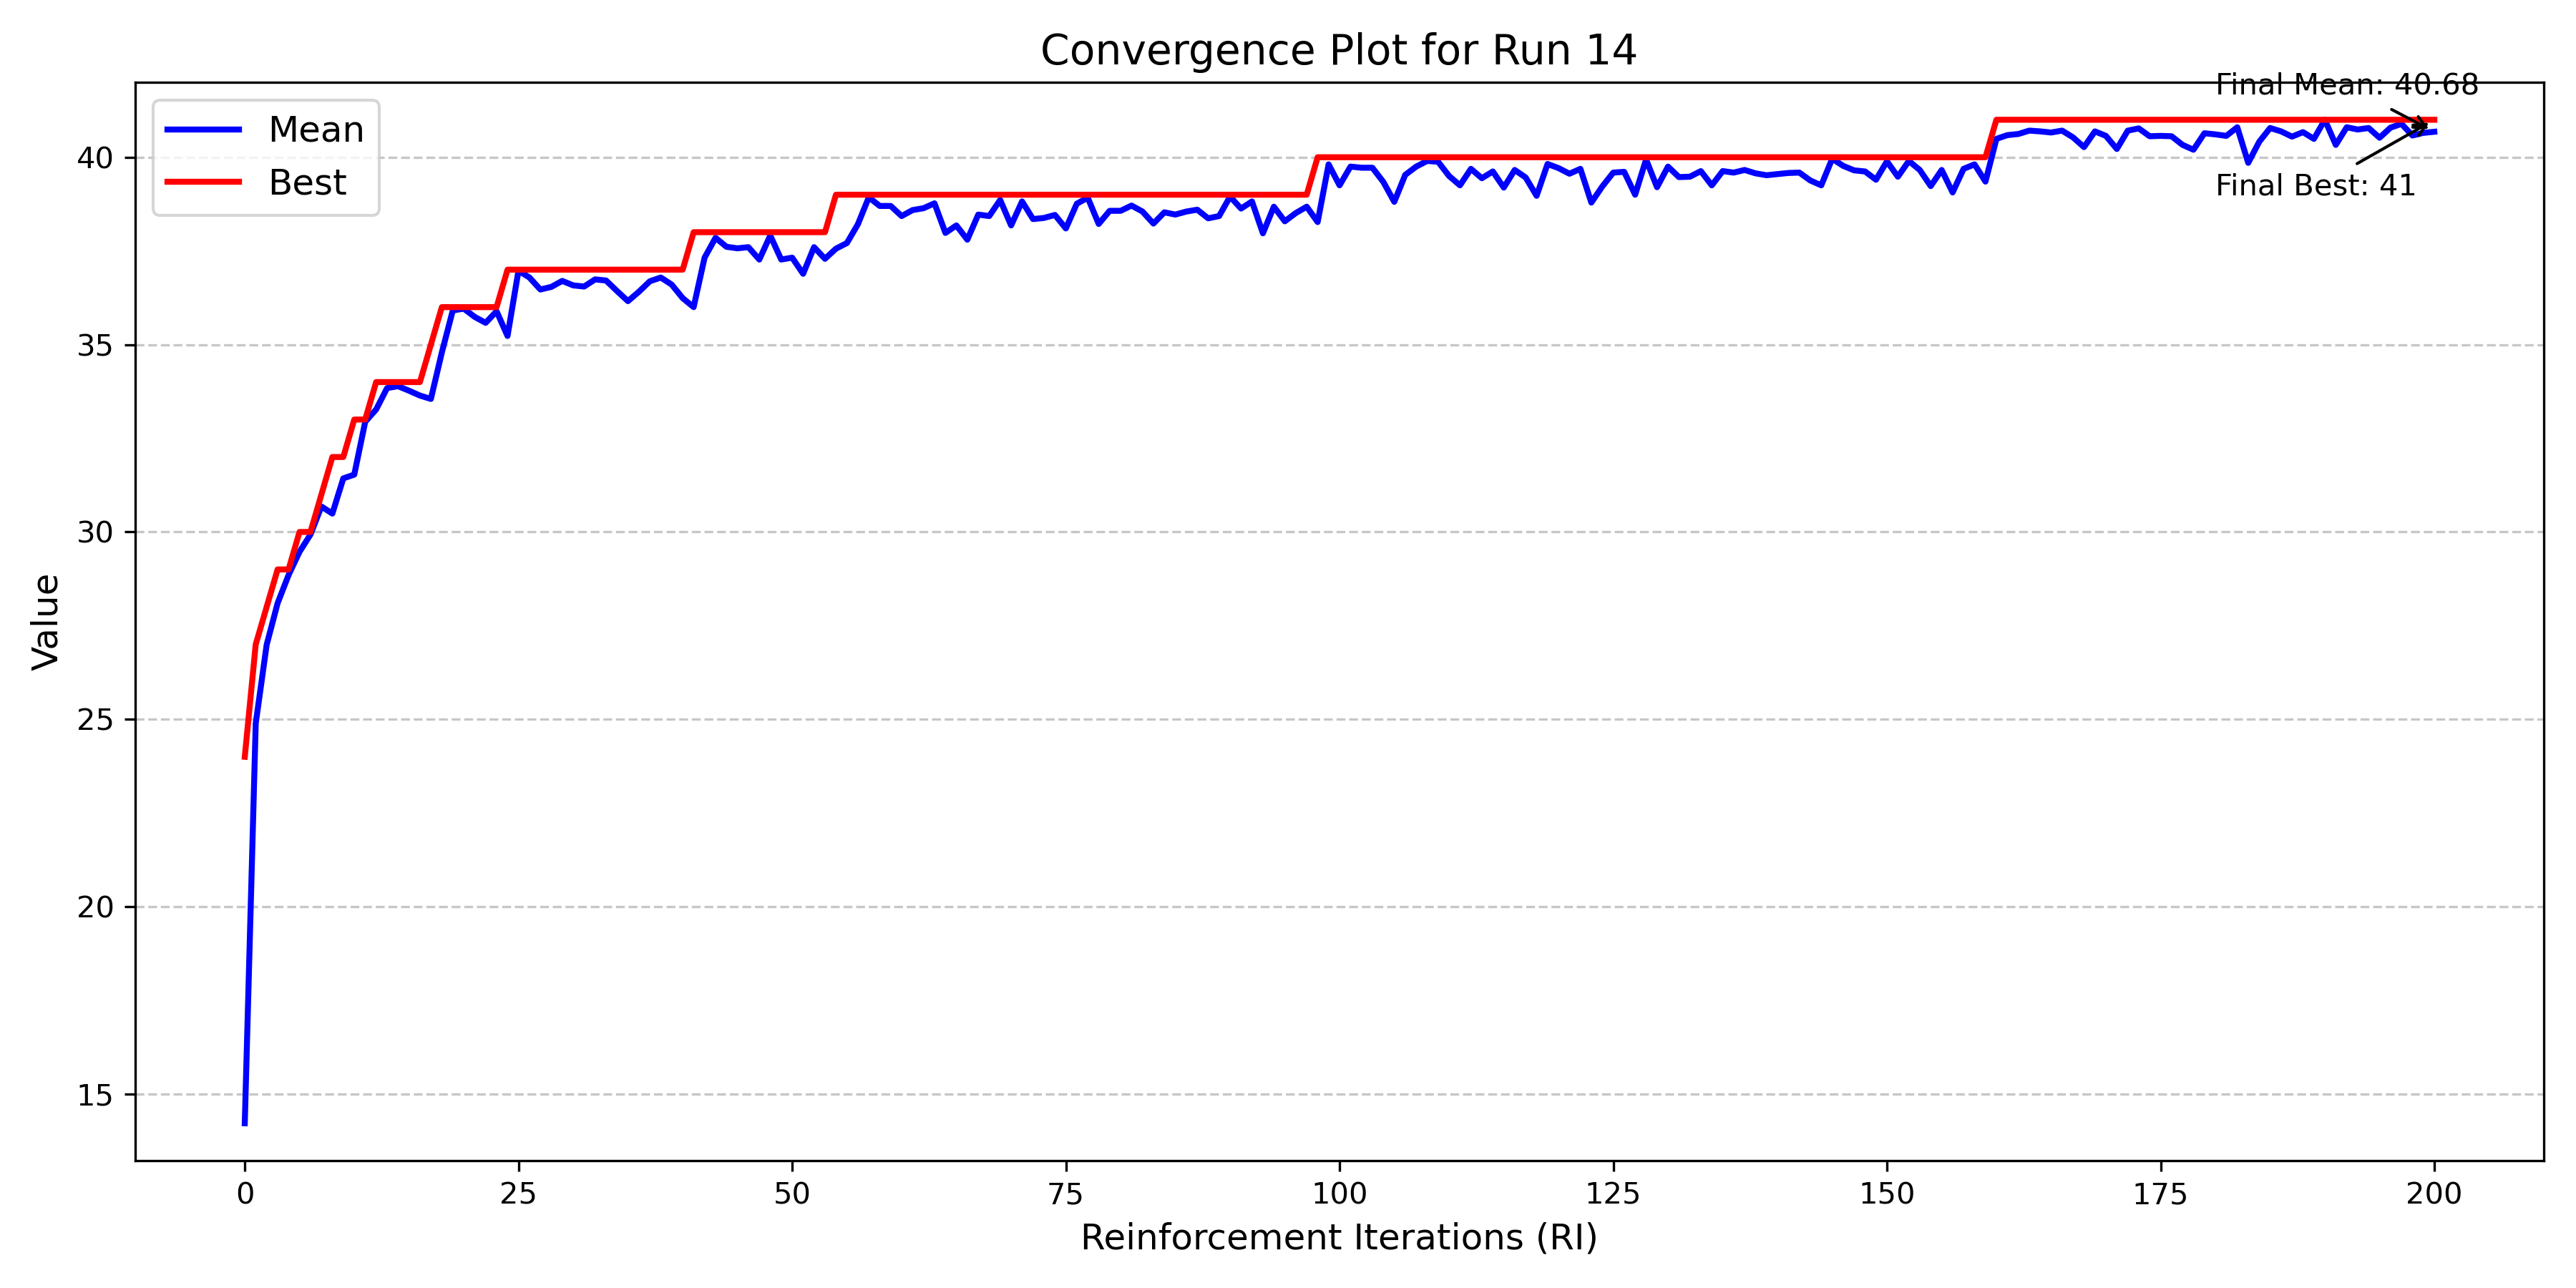 Convergence Plot for Run 14
Final Mean: 40.68
Mean
Best
Final Best: 41
40
35
30
25
20
15
Value
0 25 50 75 100 125 150 175 200
Reinforcement Iterations (RI)